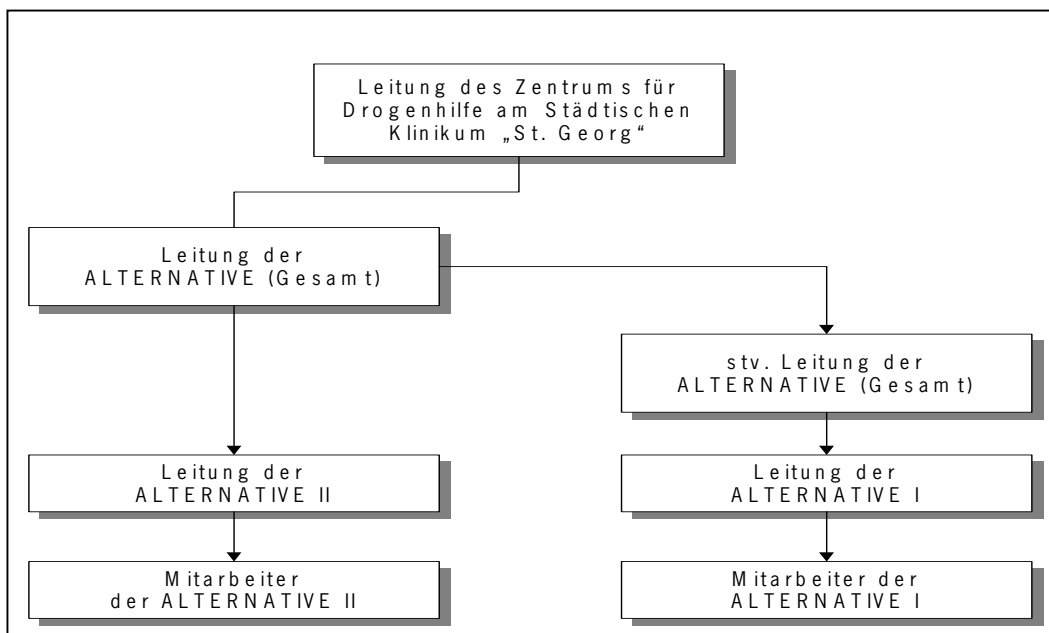 Leitung des Zentrums für
Drogenhilfe am Städtischen
Klinikum „St. Georg“
Leitung der
ALTERNATIVE (Gesamt)
stv. Leitung der
ALTERNATIVE (Gesamt)
Leitung der
ALTERNATIVE II
Leitung der
ALTERNATIVE I
Mitarbeiter
der ALTERNATIVE II
Mitarbeiter der
ALTERNATIVE I